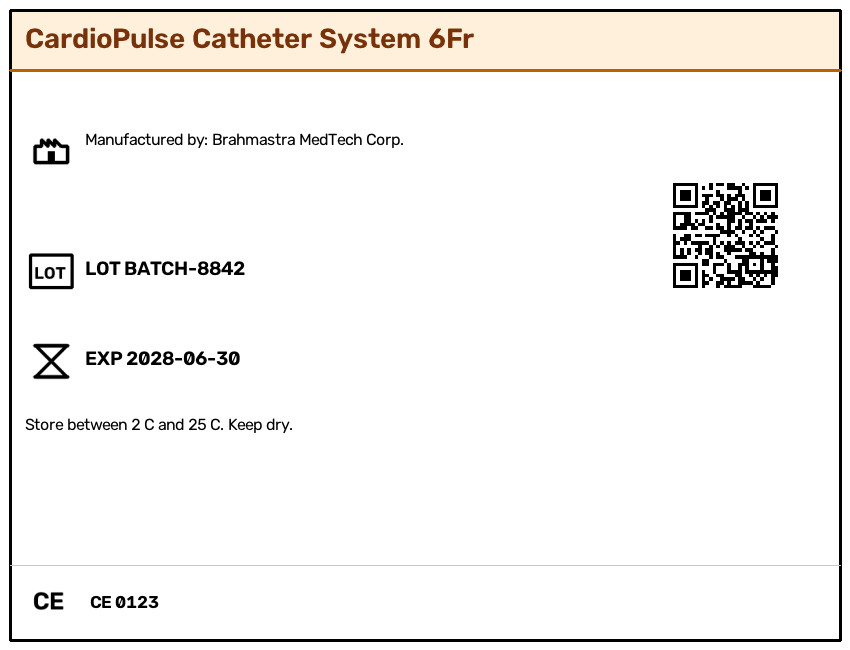 CardioPulse Catheter System 6Fr
Manufactured by: Brahmastra MedTech Corp.
LOT LOT BATCH-8842
EXP 2028-06-30
Store between 2 C and 25 C. Keep dry.
CE CE 0123